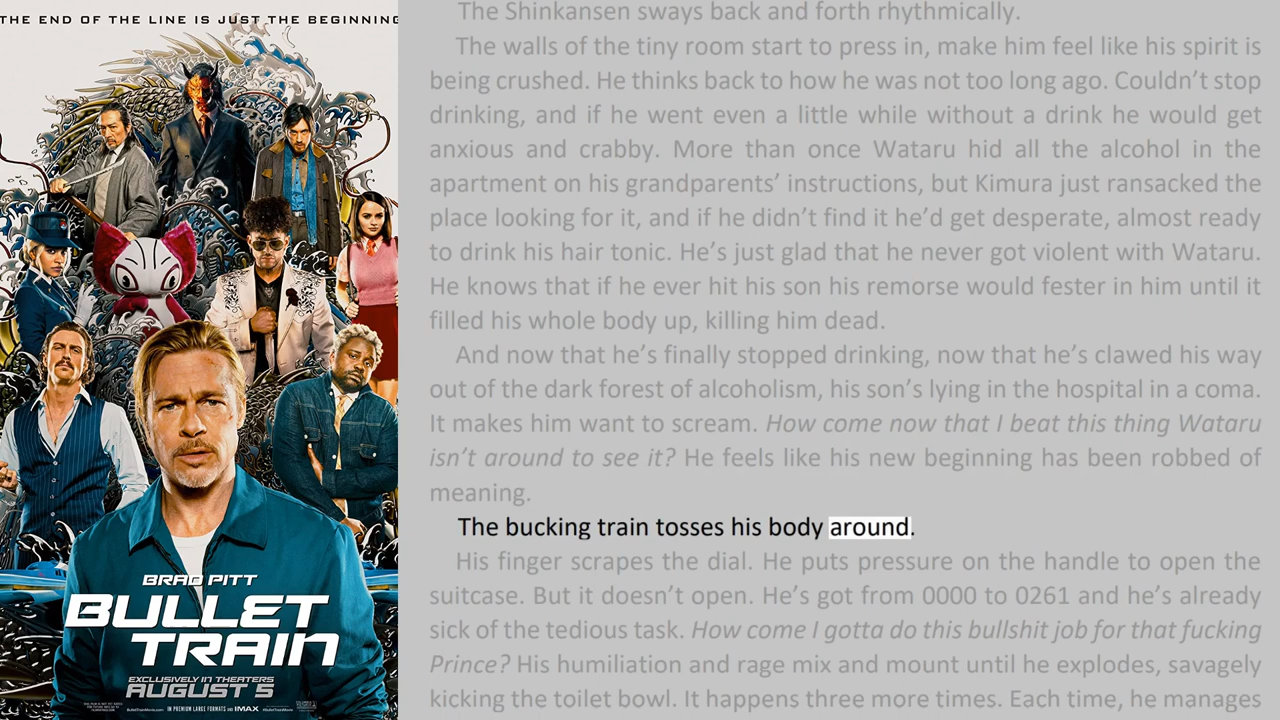 THE END OF THE LINE IS JUST THE BEGINNING
BRAD PITT
BULLET
TRAIN
EXCLUSIVELY IN THEATERS
AUGUST 5
BulletTrainMovie.com
IN PREMIUM LARGE FORMATS AND IMAX
#BulletTrainMovie
The Shinkansen sways back and forth rhythmically.
The walls of the tiny room start to press in, make him feel like his spirit is
being crushed. He thinks back to how he was not too long ago. Couldn't stop
drinking, and if he went even a little while without a drink he would get
anxious and crabby. More than once Wataru hid all the alcohol in the
apartment on his grandparents' instructions, but Kimura just ransacked the
place looking for it, and if he didn't find it he'd get desperate, almost ready
to drink his hair tonic. He's just glad that he never got violent with Wataru.
He knows that if he ever hit his son his remorse would fester in him until it
filled his whole body up, killing him dead.
And now that he's finally stopped drinking, now that he's clawed his way
out of the dark forest of alcoholism, his son's lying in the hospital in a coma.
It makes him want to scream. How come now that I beat this thing Wataru
isn't around to see it? He feels like his new beginning has been robbed of
meaning.
The bucking train tosses his body around.
His finger scrapes the dial. He puts pressure on the handle to open the
suitcase. But it doesn't open. He's got from 0000 to 0261 and he's already
sick of the tedious task. How come I gotta do this bullshit job for that fucking
Prince? His humiliation and rage mix and mount until he explodes, savagely
kicking the toilet bowl. It happens three more times. Each time, he manages